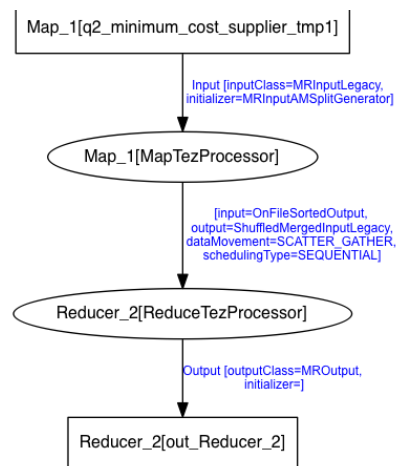 Map_1[q2_minimum_cost_supplier_tmp1]
Input [inputClass=MRInputLegacy,
initializer=MRInputAMSplitGenerator]
Map_1[MapTezProcessor]
[input=OnFileSortedOutput,
output=ShuffledMergedInputLegacy,
dataMovement=SCATTER_GATHER,
schedulingType=SEQUENTIAL]
Reducer_2[ReduceTezProcessor]
Output [outputClass=MROutput,
initializer=]
Reducer_2[out_Reducer_2]